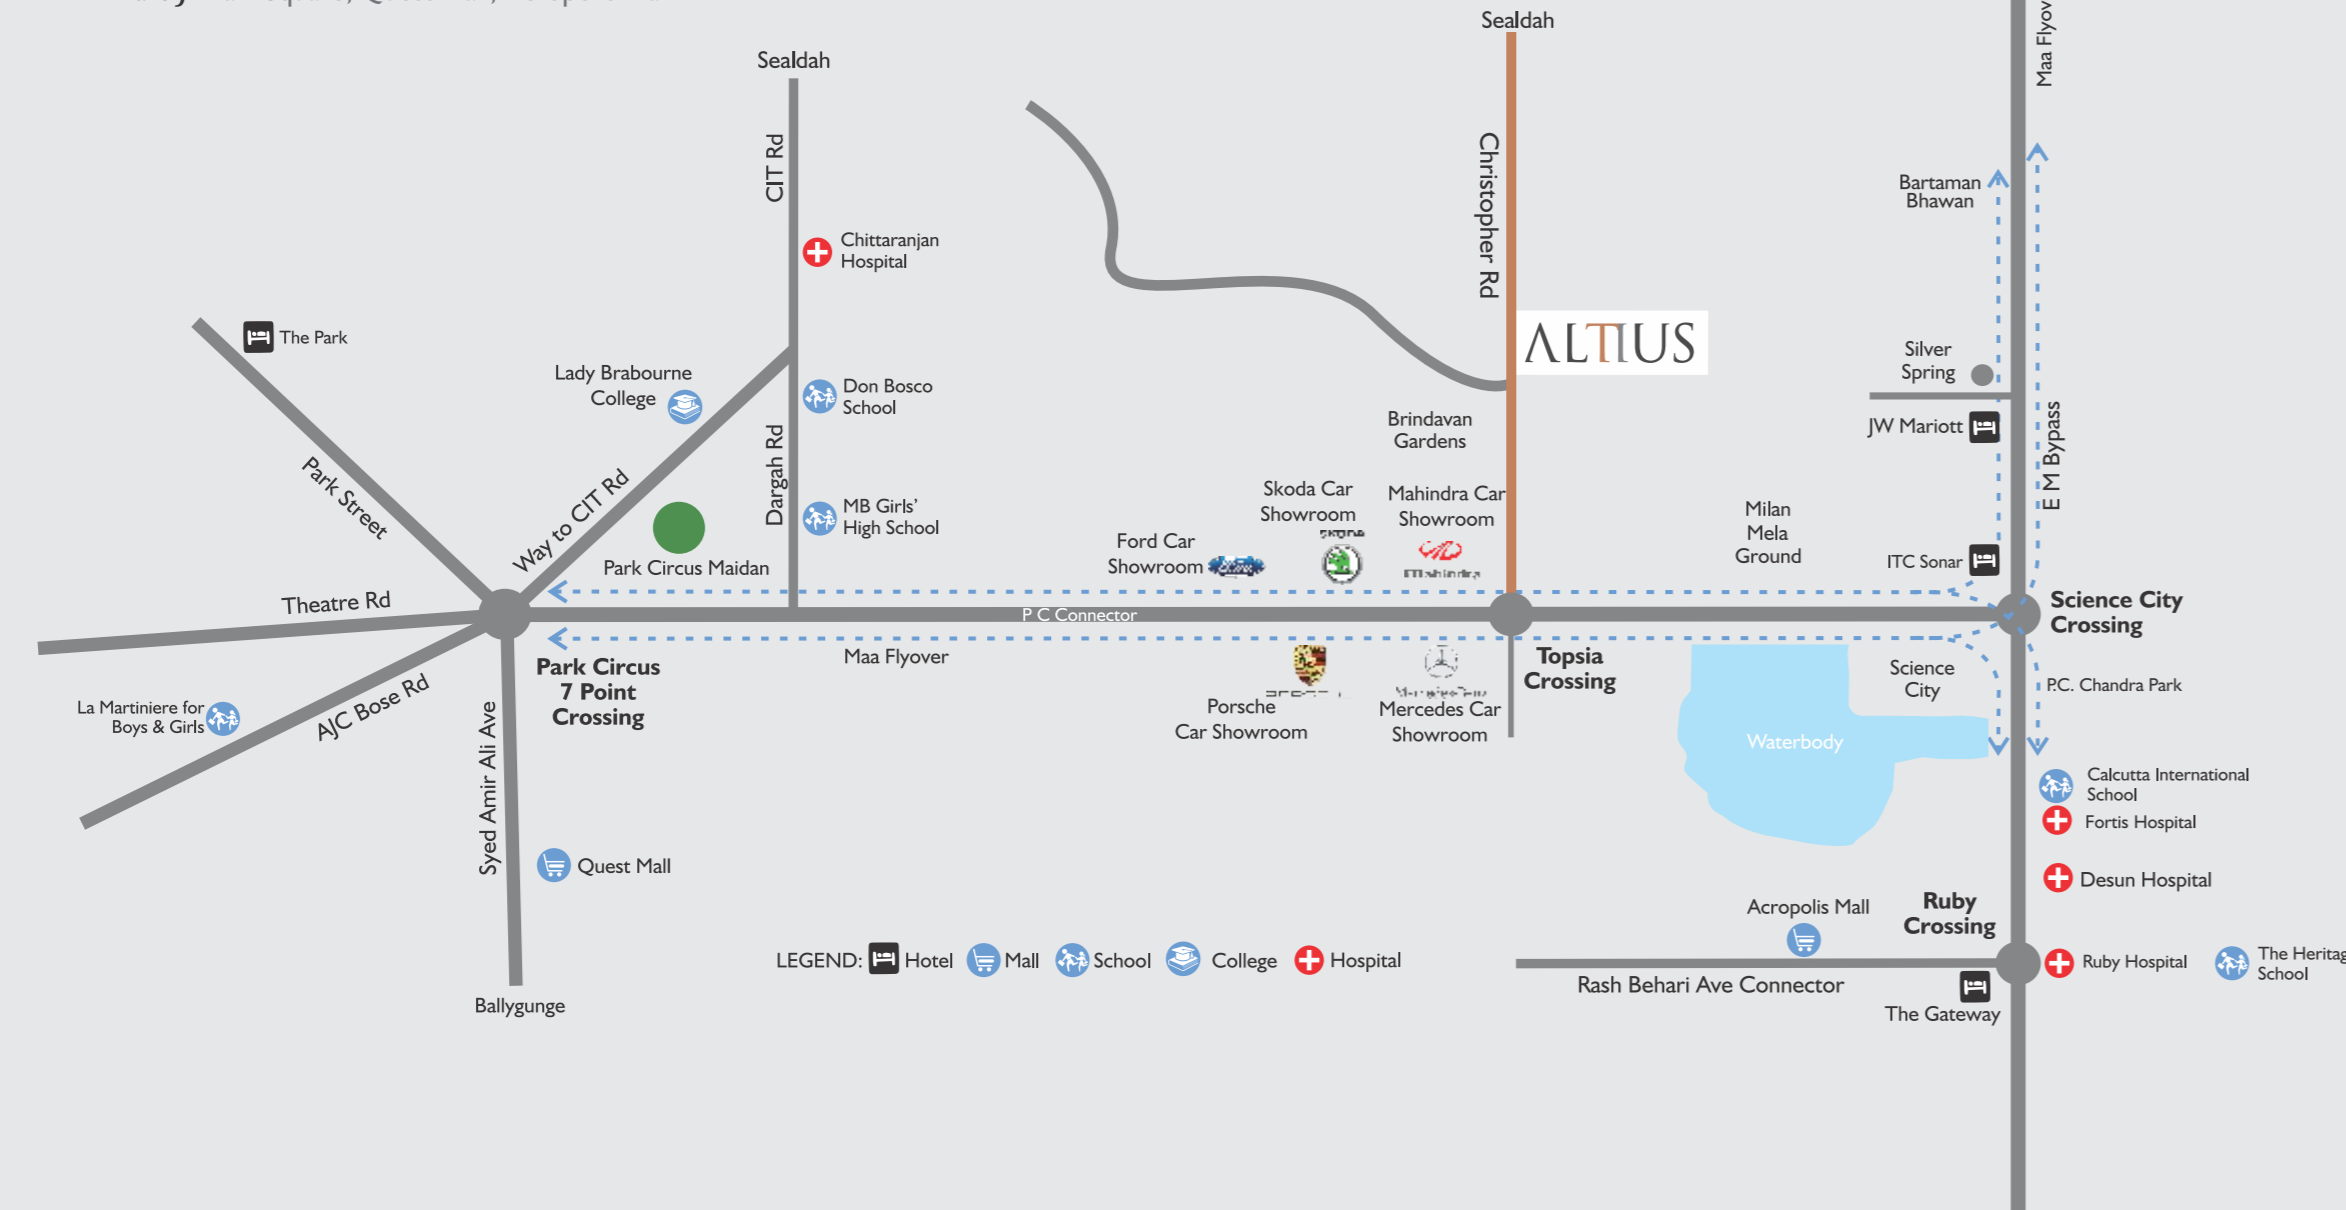 Sealdah
Sealdah
Maa Flyov
CIT Rd
Christopher Rd
Bartaman
Bhawan
Chittaranjan
Hospital
The Park
ALTIUS
Silver
Spring
Lady Brabourne
College
Don Bosco
School
Brindavan
Gardens
JW Mariott
E M Bypass
Park Street
Way to CIT Rd
Dargah Rd
MB Girls'
High School
Skoda Car
Showroom
Mahindra Car
Showroom
Milan
Mela
Ground
Ford Car
Showroom
ITC Sonar
Park Circus Maidan
Theatre Rd
P C Connector
Science City
Crossing
Maa Flyover
Park Circus
7 Point
Crossing
Topsia
Crossing
Science
City
P.C. Chandra Park
La Martiniere for
Boys & Girls
AJC Bose Rd
Syed Amir Ali Ave
Porsche
Car Showroom
Mercedes Car
Showroom
Waterbody
Calcutta International
School
Fortis Hospital
Quest Mall
Desun Hospital
Acropolis Mall
Ruby
Crossing
LEGEND: Hotel Mall School College Hospital
Ruby Hospital
The Heritag
School
Rash Behari Ave Connector
The Gateway
Ballygunge